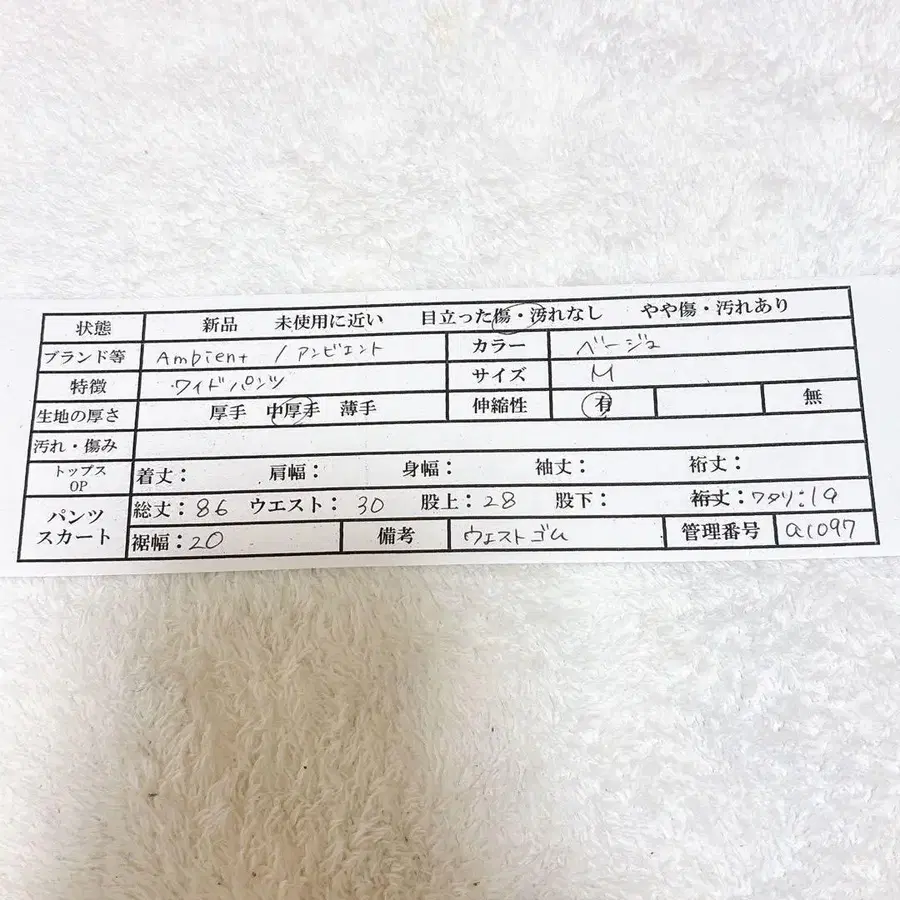 状態 新品 未使用に近い 目立った傷・汚れなし やや傷・汚れあり
ブランド等 Ambient / アンビエント カラー ベージュ
特徴 ワイドパンツ サイズ M
生地の厚さ 厚手 中厚手 薄手 伸縮性 有 無
汚れ・傷み
トップス OP 着丈： 肩幅： 身幅： 袖丈： 裄丈：
パンツ スカート 総丈：86 ウエスト：30 股上：28 股下： 裄丈：ワタリ：19
裾幅：20 備考 ウエストゴム 管理番号 ac097